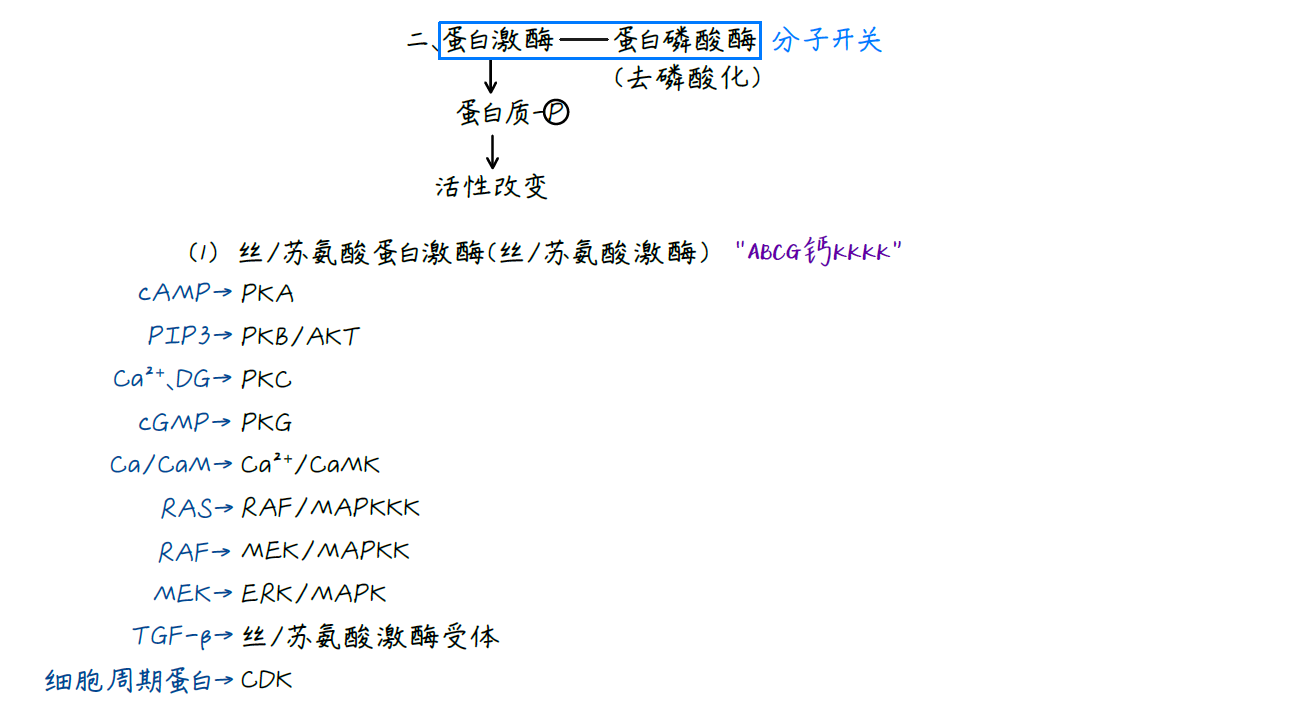 二、蛋白激酶——蛋白磷酸酶 分子开关
(去磷酸化)
蛋白质-P
活性改变
(1) 丝/苏氨酸蛋白激酶(丝/苏氨酸激酶) "ABCG钙KKKK"
cAMP→PKA
PIP3→PKB/AKT
Ca²⁺、DG→PKC
cGMP→PKG
Ca/CaM→Ca²⁺/CaMK
RAS→RAF/MAPKKK
RAF→MEK/MAPKK
MEK→ERK/MAPK
TGF-β→丝/苏氨酸激酶受体
细胞周期蛋白→CDK